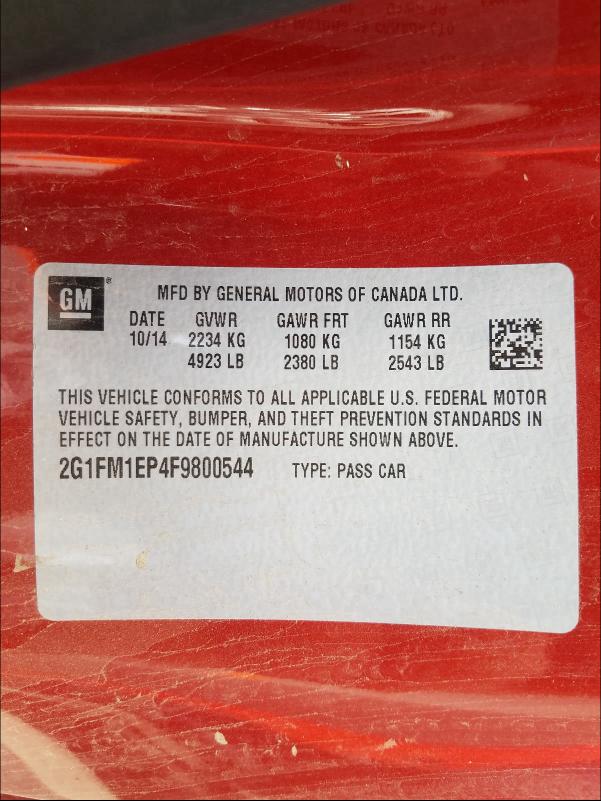 GM
MFD BY GENERAL MOTORS OF CANADA LTD.
DATE GVWR GAWR FRT GAWR RR
10/14 2234 KG 1080 KG 1154 KG
4923 LB 2380 LB 2543 LB
THIS VEHICLE CONFORMS TO ALL APPLICABLE U.S. FEDERAL MOTOR
VEHICLE SAFETY, BUMPER, AND THEFT PREVENTION STANDARDS IN
EFFECT ON THE DATE OF MANUFACTURE SHOWN ABOVE.
2G1FM1EP4F9800544 TYPE: PASS CAR